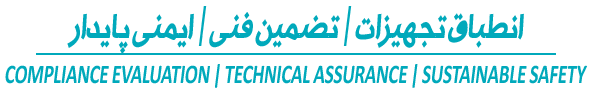 انطباق تجهیزات | تضمین فنی | ایمنی پایدار
COMPLIANCE EVALUATION | TECHNICAL ASSURANCE | SUSTAINABLE SAFETY